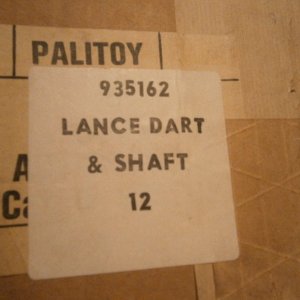 PALITOY
935162
LANCE DART
& SHAFT
12